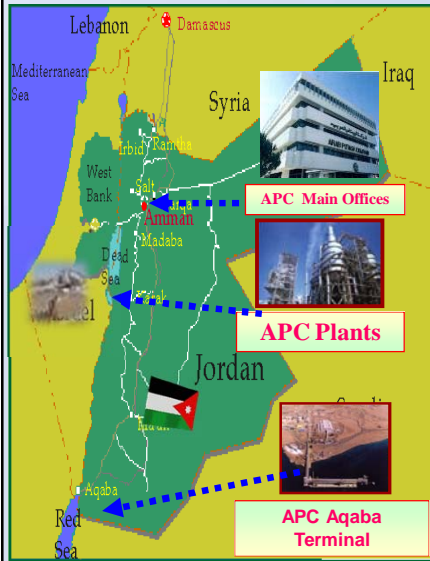 Lebanon
Damascus
Mediterranean
Sea
Iraq
Syria
Irbid
Ramtha
West
Bank
Salt
APC Main Offices
Amman
Madaba
Dead
Sea
Karak
APC Plants
Jordan
Aqaba
Red
Sea
APC Aqaba
Terminal